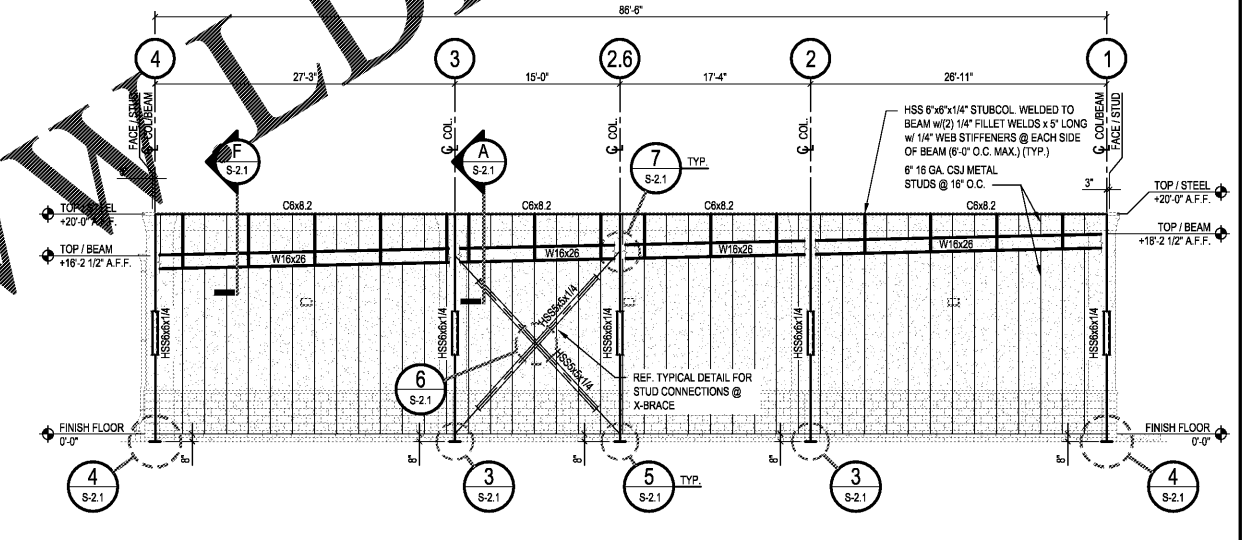 86'-6"
4
3
2.6
2
1
27'-3"
15'-0"
17'-4"
26'-11"
FACE / STUD
COL/BEAM
COL.
COL.
COL.
COL/BEAM
FACE / STUD
HSS 6"x6"x1/4" STUBCOL. WELDED TO
BEAM w/(2) 1/4" FILLET WELDS x 5" LONG
w/ 1/4" WEB STIFFENERS @ EACH SIDE
OF BEAM (6'-0" O.C. MAX.) (TYP.)
6" 16 GA. CSJ METAL
STUDS @ 16" O.C.
F
S-2.1
A
S-2.1
7
S-2.1
TYP.
3"
TOP / STEEL
+20'-0" A.F.F.
TOP / BEAM
+16'-2 1/2" A.F.F.
C6x8.2
C6x8.2
C6x8.2
C6x8.2
TOP / STEEL
+20'-0" A.F.F.
TOP / BEAM
+18'-2 1/2" A.F.F.
W16x26
W16x26
W16x26
W16x26
HSS6x6x1/4
HSS6x6x1/4
HSS5x5x1/4
HSS5x5x1/4
HSS6x6x1/4
HSS6x6x1/4
HSS6x6x1/4
6
S-2.1
REF. TYPICAL DETAIL FOR
STUD CONNECTIONS @
X-BRACE
FINISH FLOOR
0'-0"
FINISH FLOOR
0'-0"
8"
8"
8"
8"
8"
4
S-2.1
3
S-2.1
5
S-2.1
TYP.
3
S-2.1
4
S-2.1